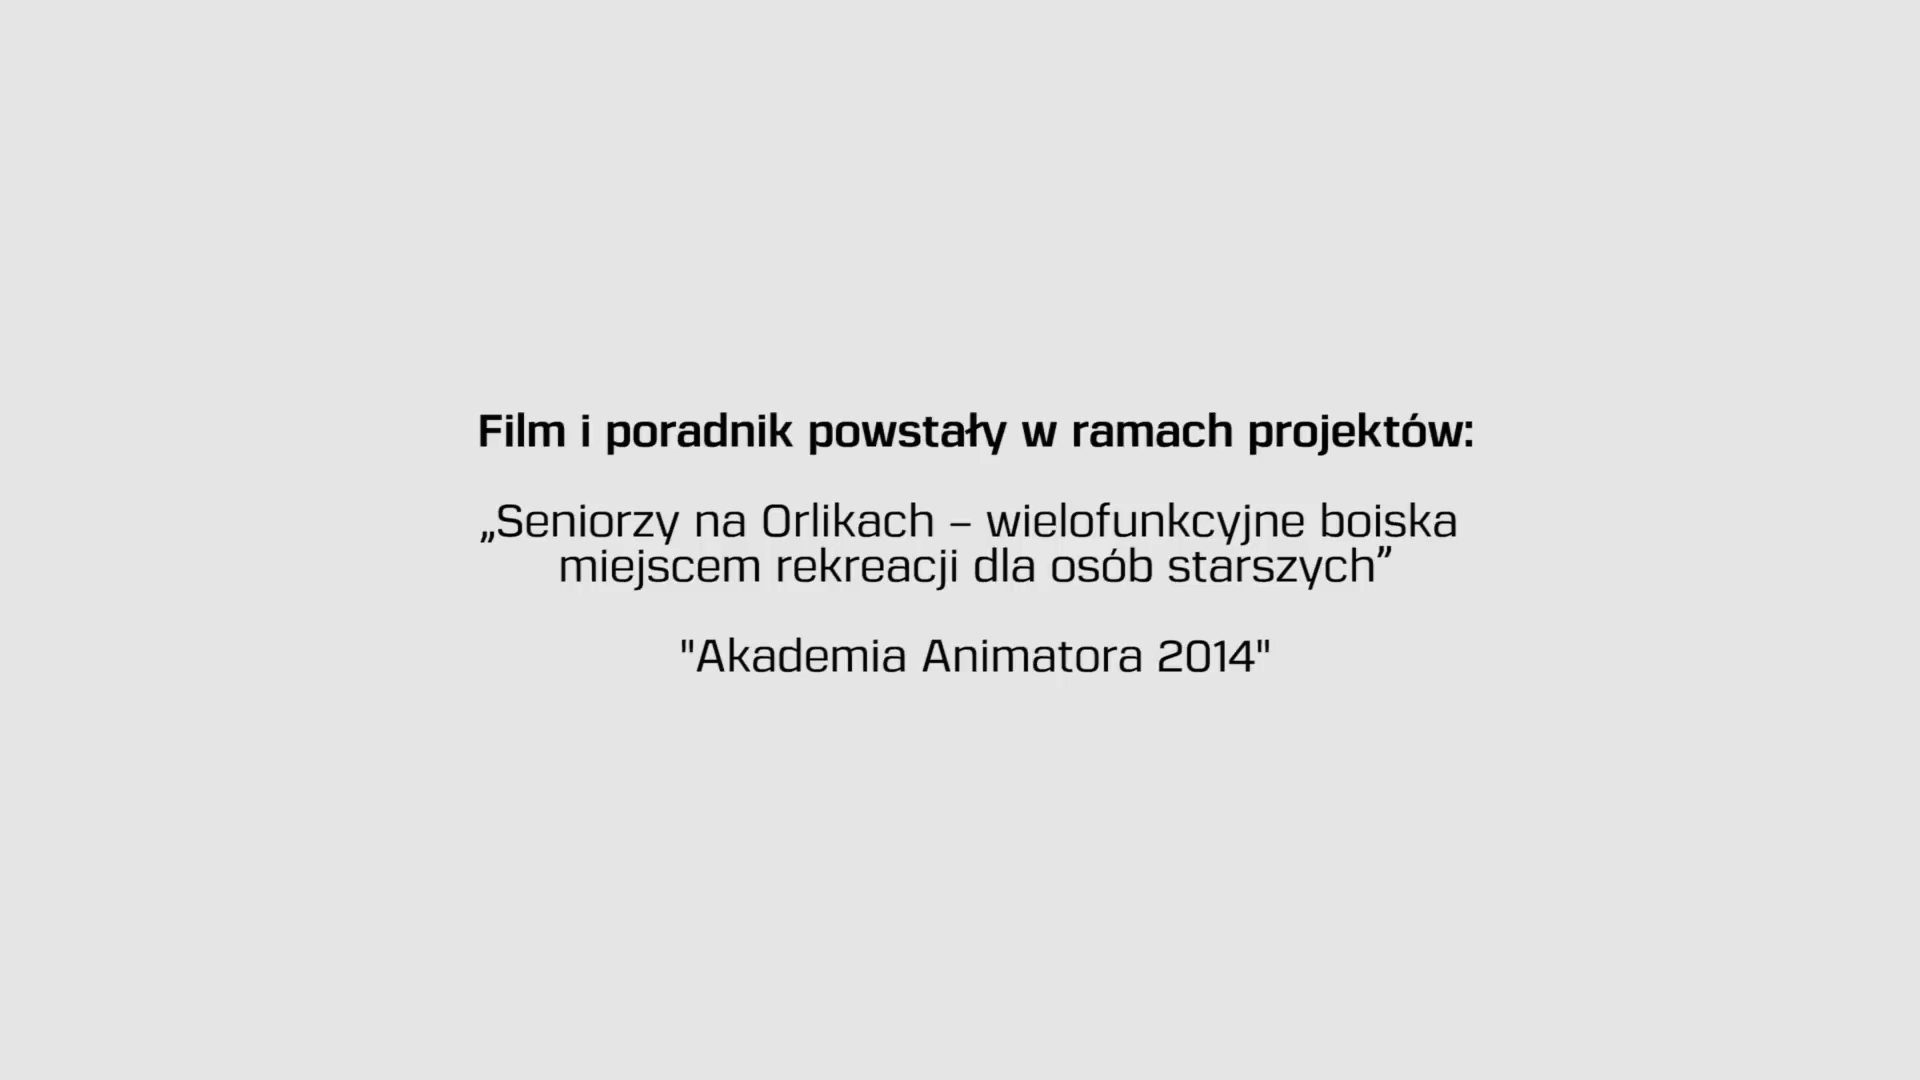 Film i poradnik powstały w ramach projektów:
„Seniorzy na Orlikach – wielofunkcyjne boiska
miejscem rekreacji dla osób starszych”
"Akademia Animatora 2014"